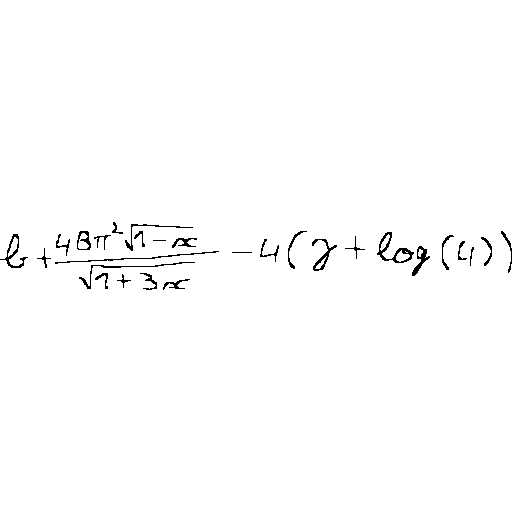 b + \frac{48\pi^2\sqrt{1-x}}{\sqrt{1+3x}} - 4(\gamma + \log(4))